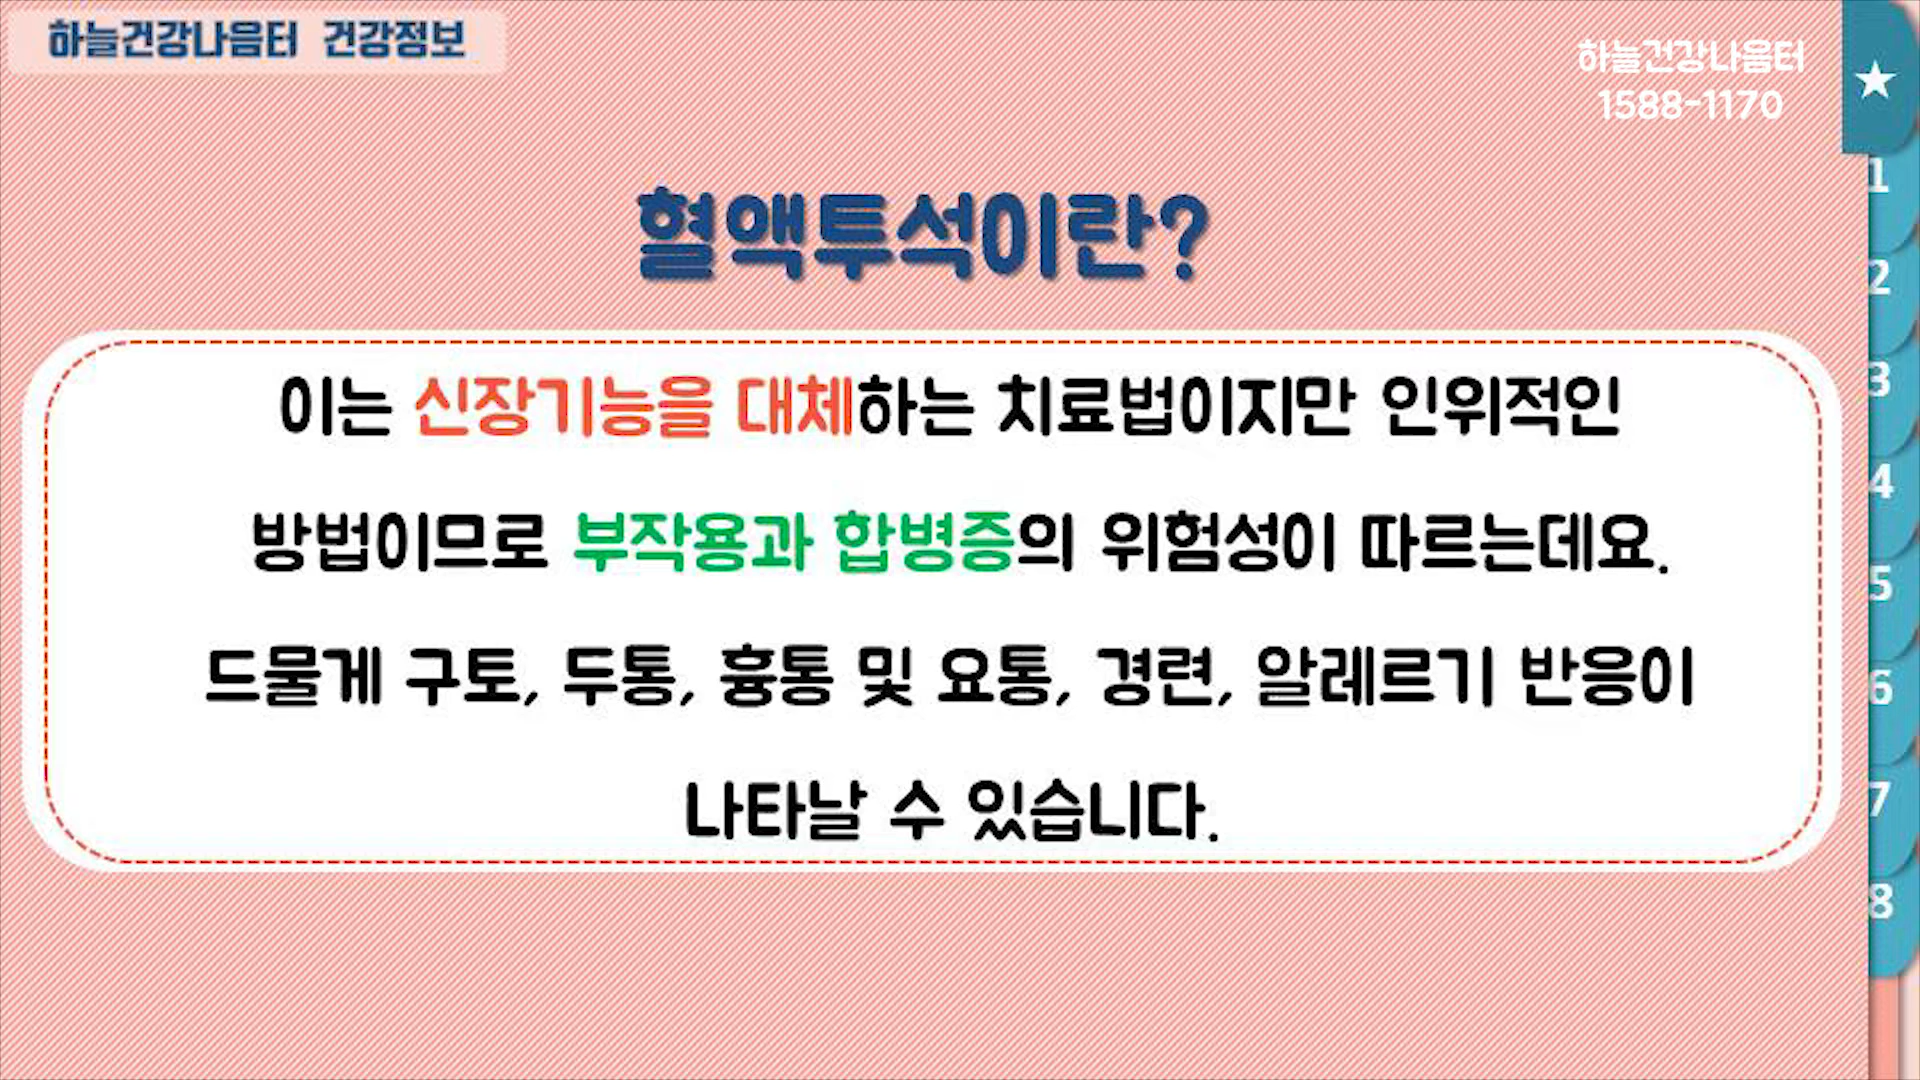 하늘건강나음터 건강정보
하늘건강나음터
1588-1170
★
혈액투석이란?
이는 신장기능을 대체하는 치료법이지만 인위적인
방법이므로 부작용과 합병증의 위험성이 따르는데요.
드물게 구토, 두통, 흉통 및 요통, 경련, 알레르기 반응이
나타날 수 있습니다.
1
2
3
4
5
6
7
8